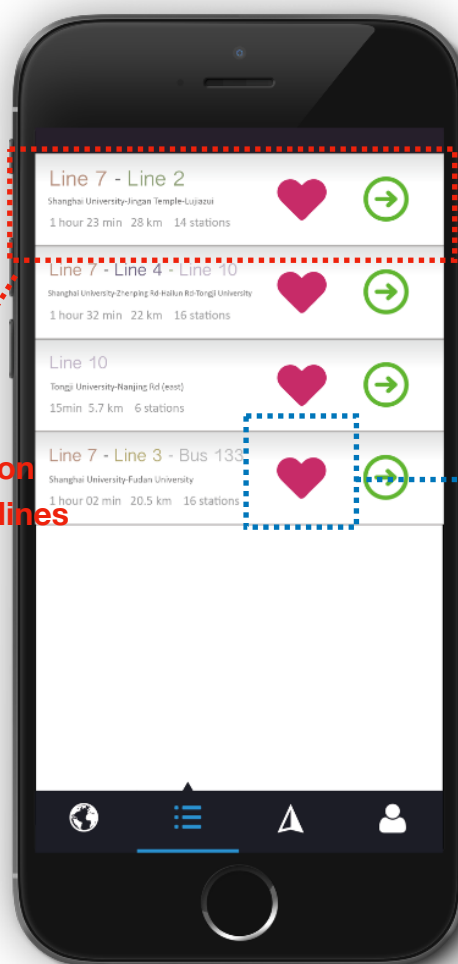 Line 7 - Line 2
Shanghai University-Jingan Temple-Lujiazui
1 hour 23 min 28 km 14 stations
Line 7 - Line 4 - Line 10
Shanghai University-Zhenping Rd-Hailun Rd-Tongji University
1 hour 32 min 22 km 16 stations
Line 10
Tongji University-Nanjing Rd (east)
15min 5.7 km 6 stations
Line 7 - Line 3 - Bus 133
Shanghai University-Fudan University
1 hour 02 min 20.5 km 16 stations
on
lines